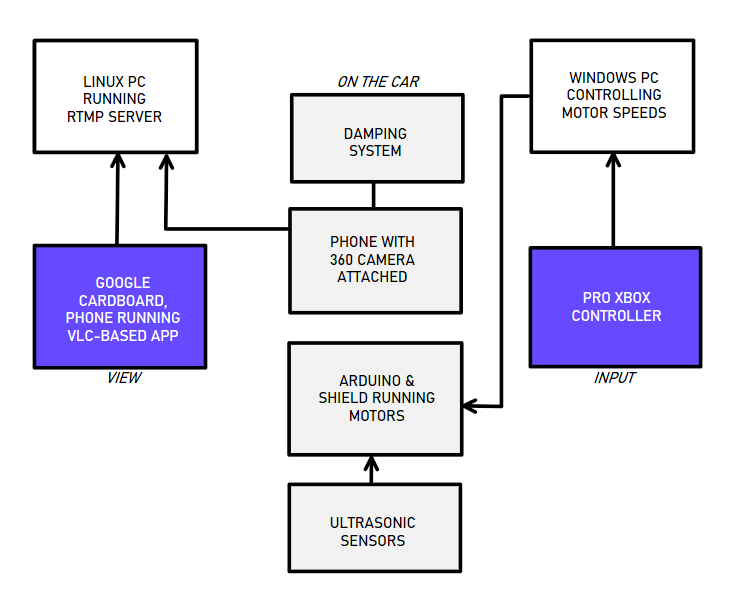 LINUX PC
RUNNING
RTMP SERVER
ON THE CAR
DAMPING
SYSTEM
WINDOWS PC
CONTROLLING
MOTOR SPEEDS
PHONE WITH
360 CAMERA
ATTACHED
GOOGLE
CARDBOARD,
PHONE RUNNING
VLC-BASED APP
VIEW
PRO XBOX
CONTROLLER
INPUT
ARDUINO &
SHIELD RUNNING
MOTORS
ULTRASONIC
SENSORS